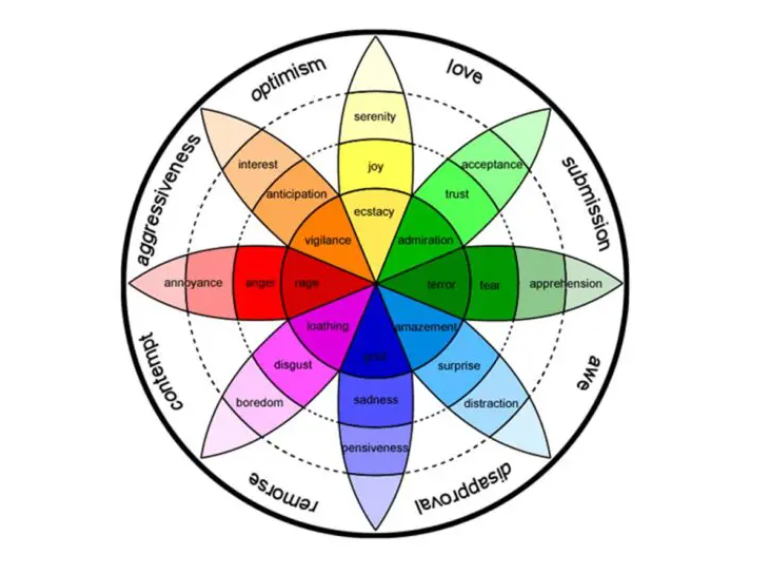 optimism
love
serenity
aggressiveness
interest
acceptance
submission
joy
anticipation
trust
ecstacy
vigilance
admiration
annoyance
anger
rage
terror
fear
apprehension
loathing
amazement
grief
contempt
disgust
surprise
awe
boredom
sadness
distraction
pensiveness
remorse
disapproval